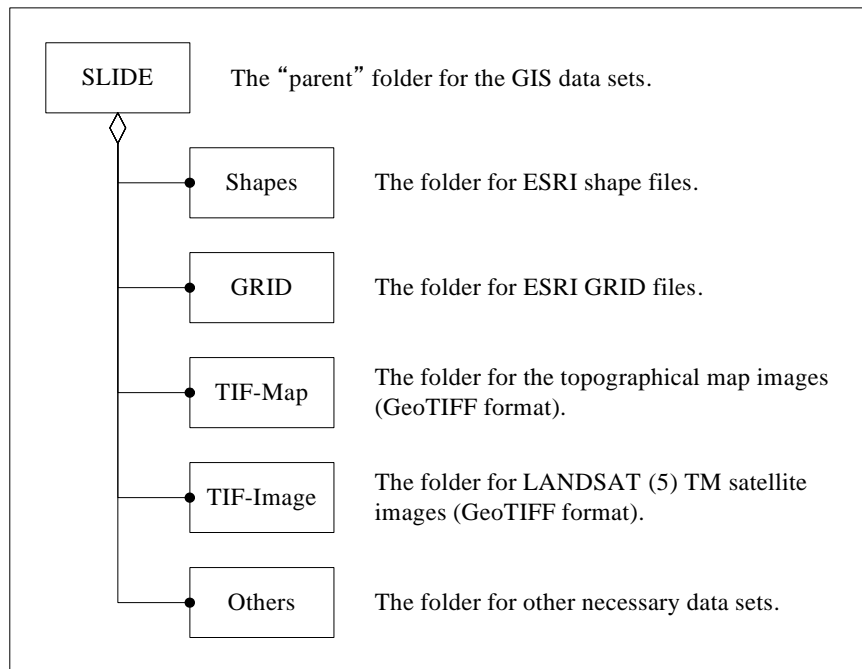 SLIDE
The “parent” folder for the GIS data sets.
Shapes
The folder for ESRI shape files.
GRID
The folder for ESRI GRID files.
TIF-Map
The folder for the topographical map images
(GeoTIFF format).
TIF-Image
The folder for LANDSAT (5) TM satellite
images (GeoTIFF format).
Others
The folder for other necessary data sets.